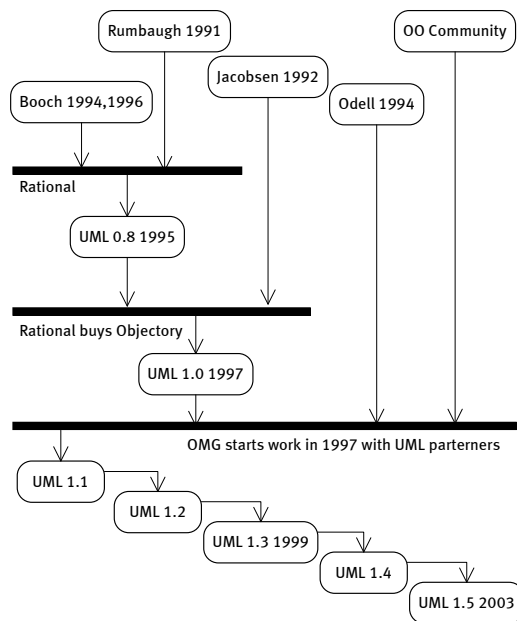 Rumbaugh 1991
OO Community
Jacobsen 1992
Booch 1994,1996
Odell 1994
Rational
UML 0.8 1995
Rational buys Objectory
UML 1.0 1997
OMG starts work in 1997 with UML parterners
UML 1.1
UML 1.2
UML 1.3 1999
UML 1.4
UML 1.5 2003